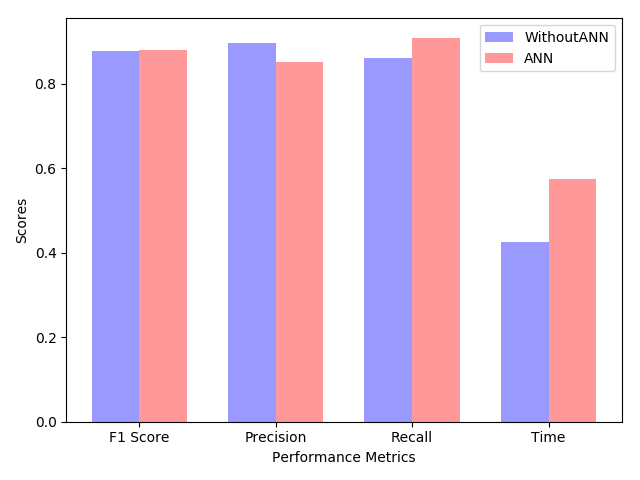 WithoutANN
ANN
Scores
0.8
0.6
0.4
0.2
0.0
F1 Score
Precision
Recall
Time
Performance Metrics